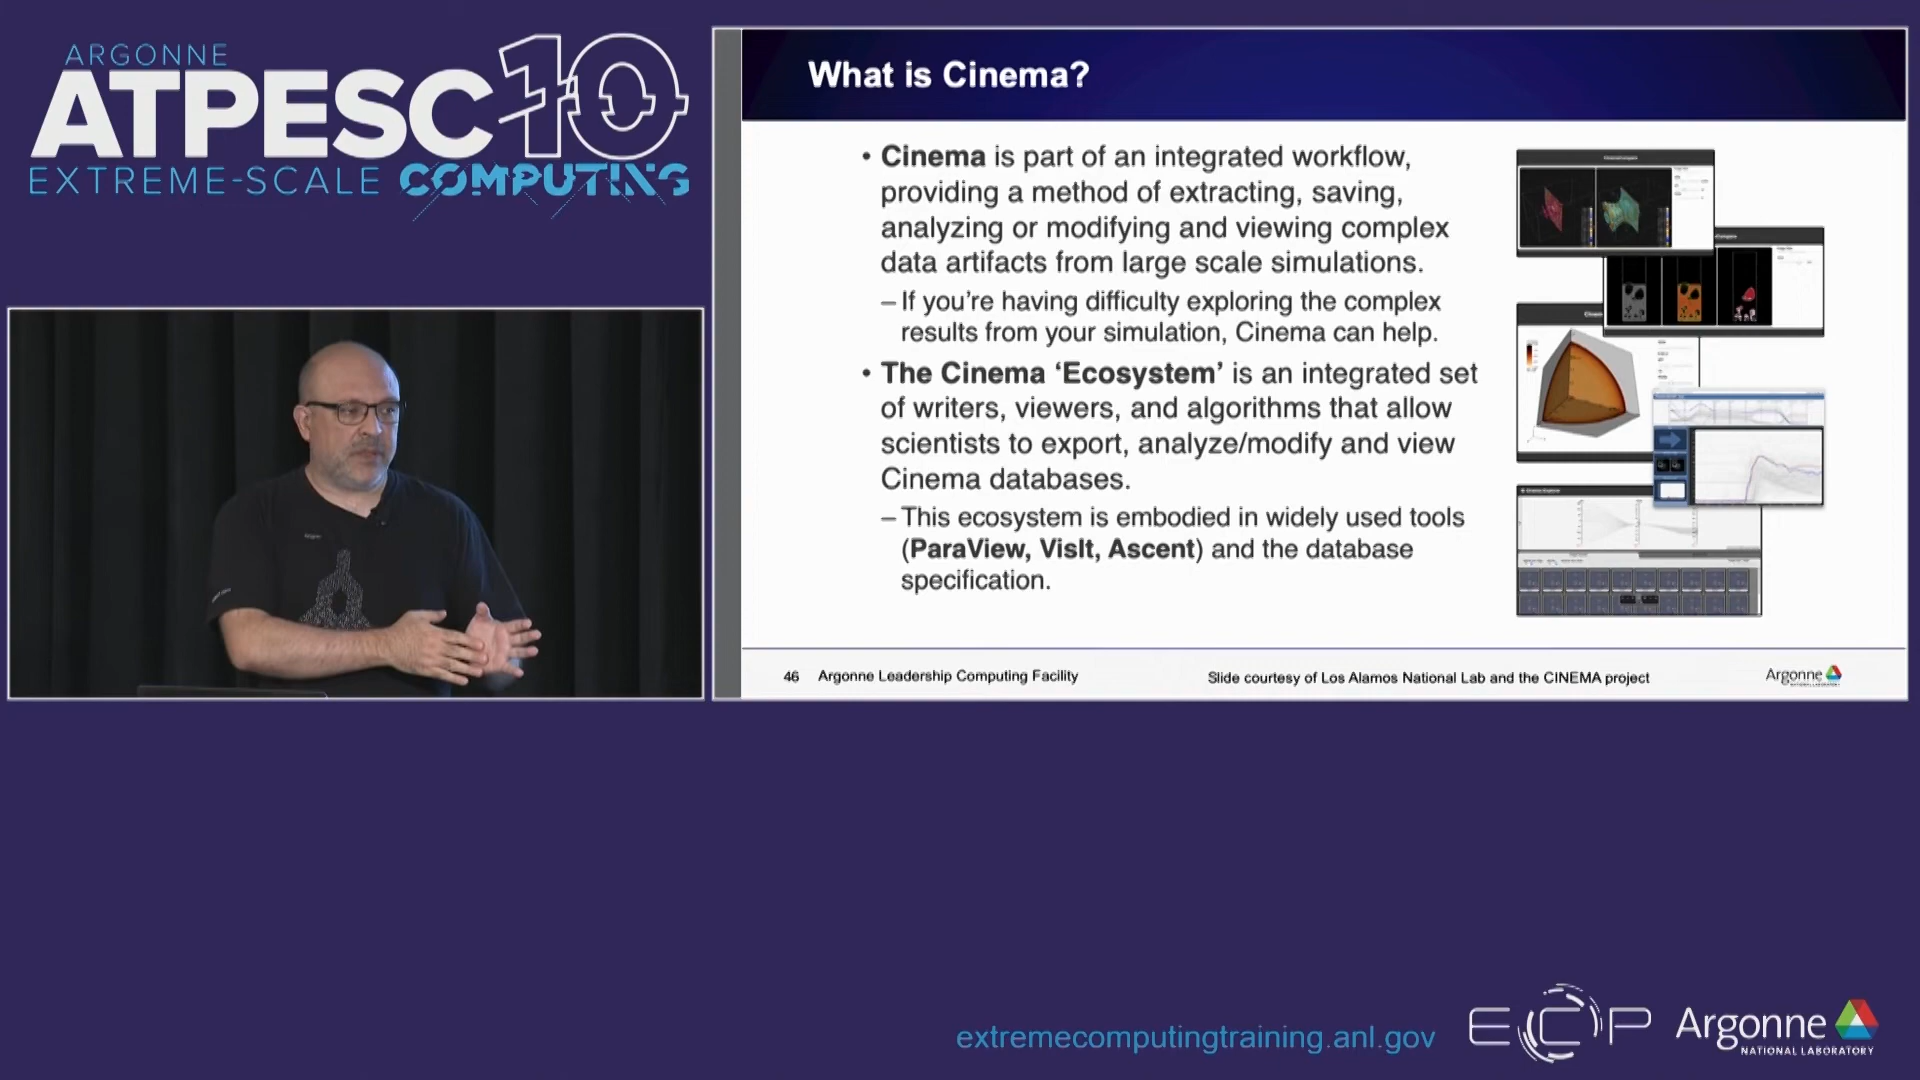 ARGONNE
ATPESC10
EXTREME-SCALE COMPUTING
What is Cinema?
• Cinema is part of an integrated workflow,
providing a method of extracting, saving,
analyzing or modifying and viewing complex
data artifacts from large scale simulations.
– If you're having difficulty exploring the complex
results from your simulation, Cinema can help.
• The Cinema ‘Ecosystem’ is an integrated set
of writers, viewers, and algorithms that allow
scientists to export, analyze/modify and view
Cinema databases.
– This ecosystem is embodied in widely used tools
(ParaView, VisIt, Ascent) and the database
specification.
46 Argonne Leadership Computing Facility
Slide courtesy of Los Alamos National Lab and the CINEMA project
Argonne
NATIONAL LABORATORY
extremecomputingtraining.anl.gov
ECP
Argonne
NATIONAL LABORATORY